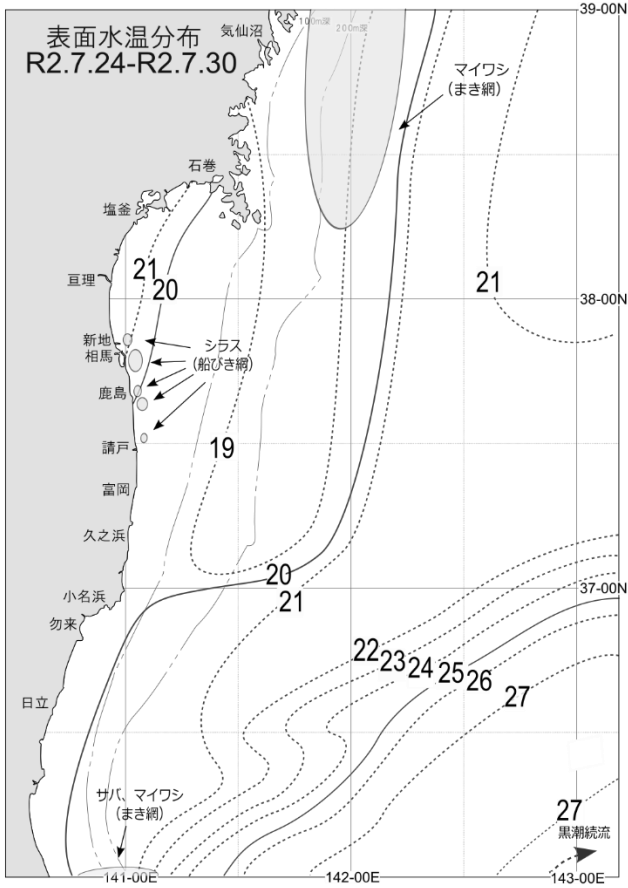 表面水温分布
R2.7.24-R2.7.30
気仙沼
100m深
200m深
39-00N
マイワシ
(まき網)
石巻
塩釜
亘理
21
20
21
38-00N
新地
相馬
シラス
(船びき網)
鹿島
19
請戸
富岡
久之浜
20
21
37-00N
小名浜
勿来
22
23
24
25
26
27
日立
サバ、マイワシ
(まき網)
27
黒潮続流
141-00E
142-00E
143-00E